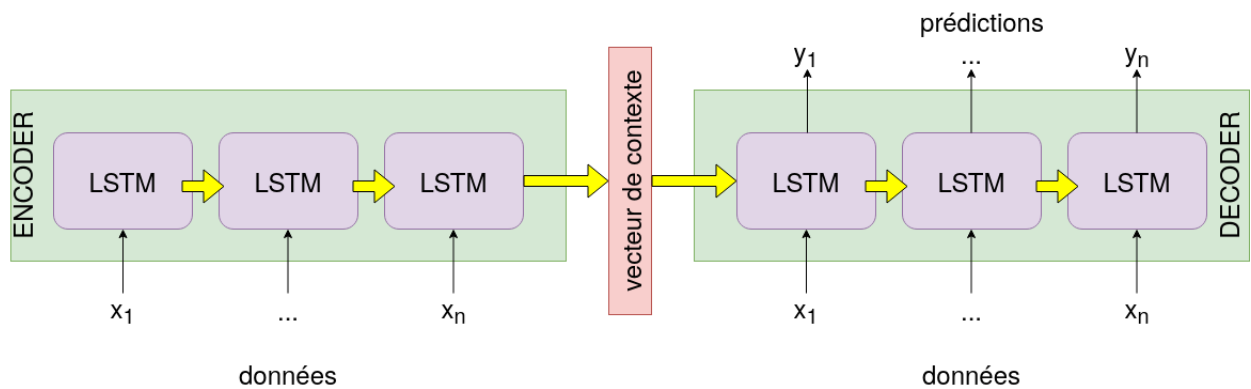 prédictions
y1 ... yn
ENCODER
LSTM LSTM LSTM
vecteur de contexte
LSTM LSTM LSTM
DECODER
x1 ... xn
x1 ... xn
données
données